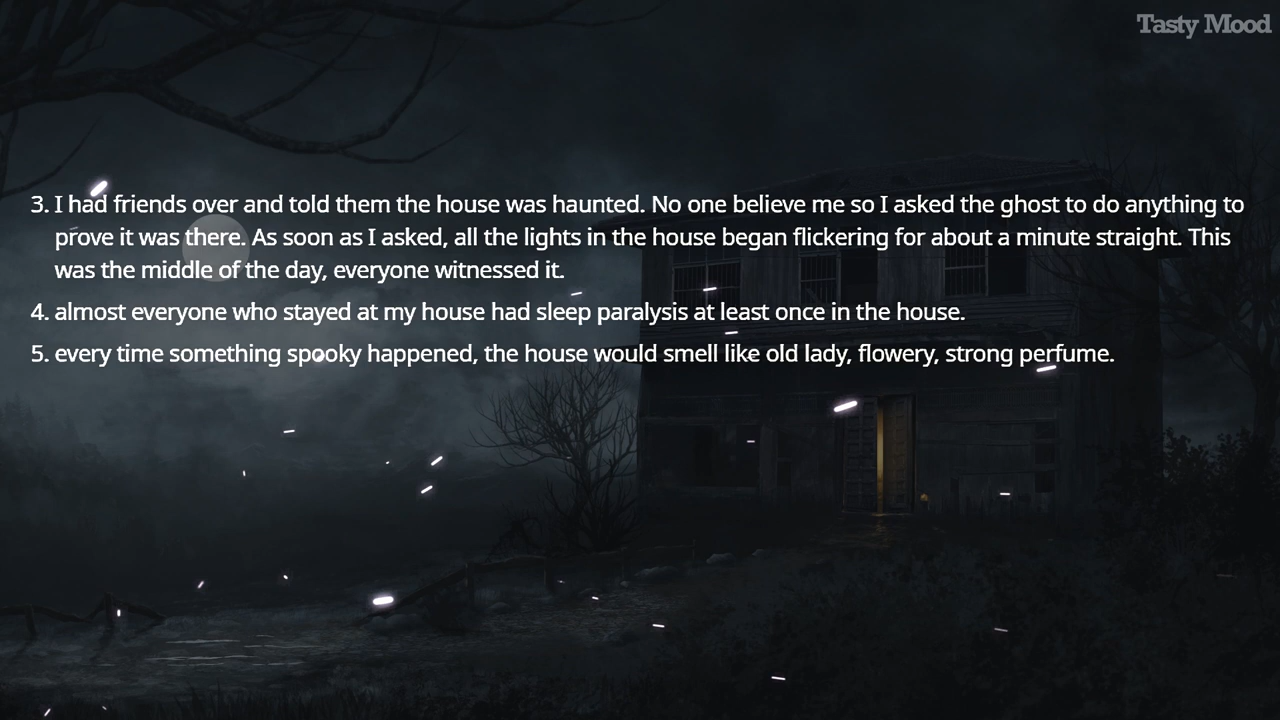 Tasty Mood
3. I had friends over and told them the house was haunted. No one believe me so I asked the ghost to do anything to
prove it was there. As soon as I asked, all the lights in the house began flickering for about a minute straight. This
was the middle of the day, everyone witnessed it.
4. almost everyone who stayed at my house had sleep paralysis at least once in the house.
5. every time something spooky happened, the house would smell like old lady, flowery, strong perfume.